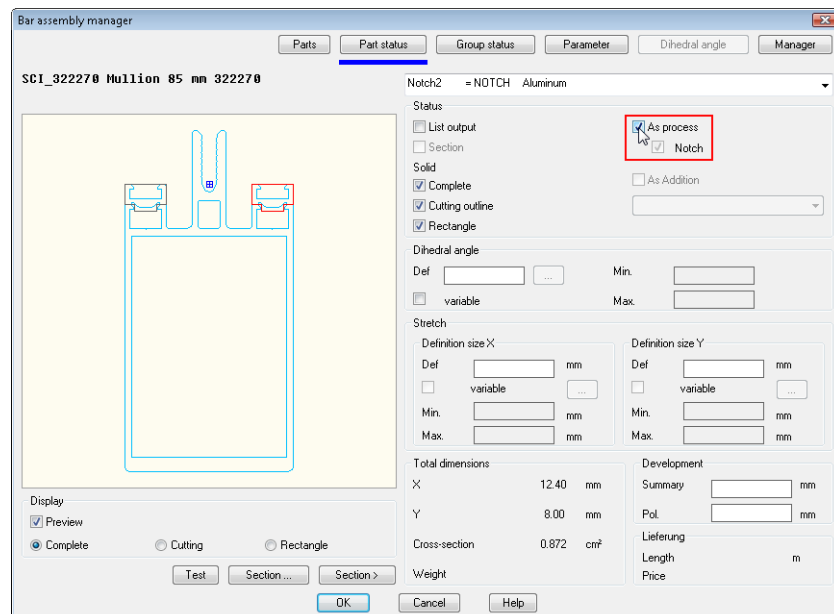 Bar assembly manager
Parts Part status Group status Parameter Dihedral angle Manager
SCI_322270 Mullion 85 mm 322270
Notch2 = NOTCH Aluminum
Status
List output
As process
Section
Notch
Solid
Complete
As Addition
Cutting outline
Rectangle
Dihedral angle
Def ... Min.
variable Max.
Stretch
Definition size X
Def mm
variable ...
Min. mm
Max. mm
Definition size Y
Def mm
variable ...
Min. mm
Max. mm
Total dimensions
X 12.40 mm
Y 8.00 mm
Cross-section 0.872 cm²
Weight
Development
Summary mm
Pol. mm
Lieferung
Length m
Price
Display
Preview
Complete Cutting Rectangle
Test Section ... Section >
OK Cancel Help